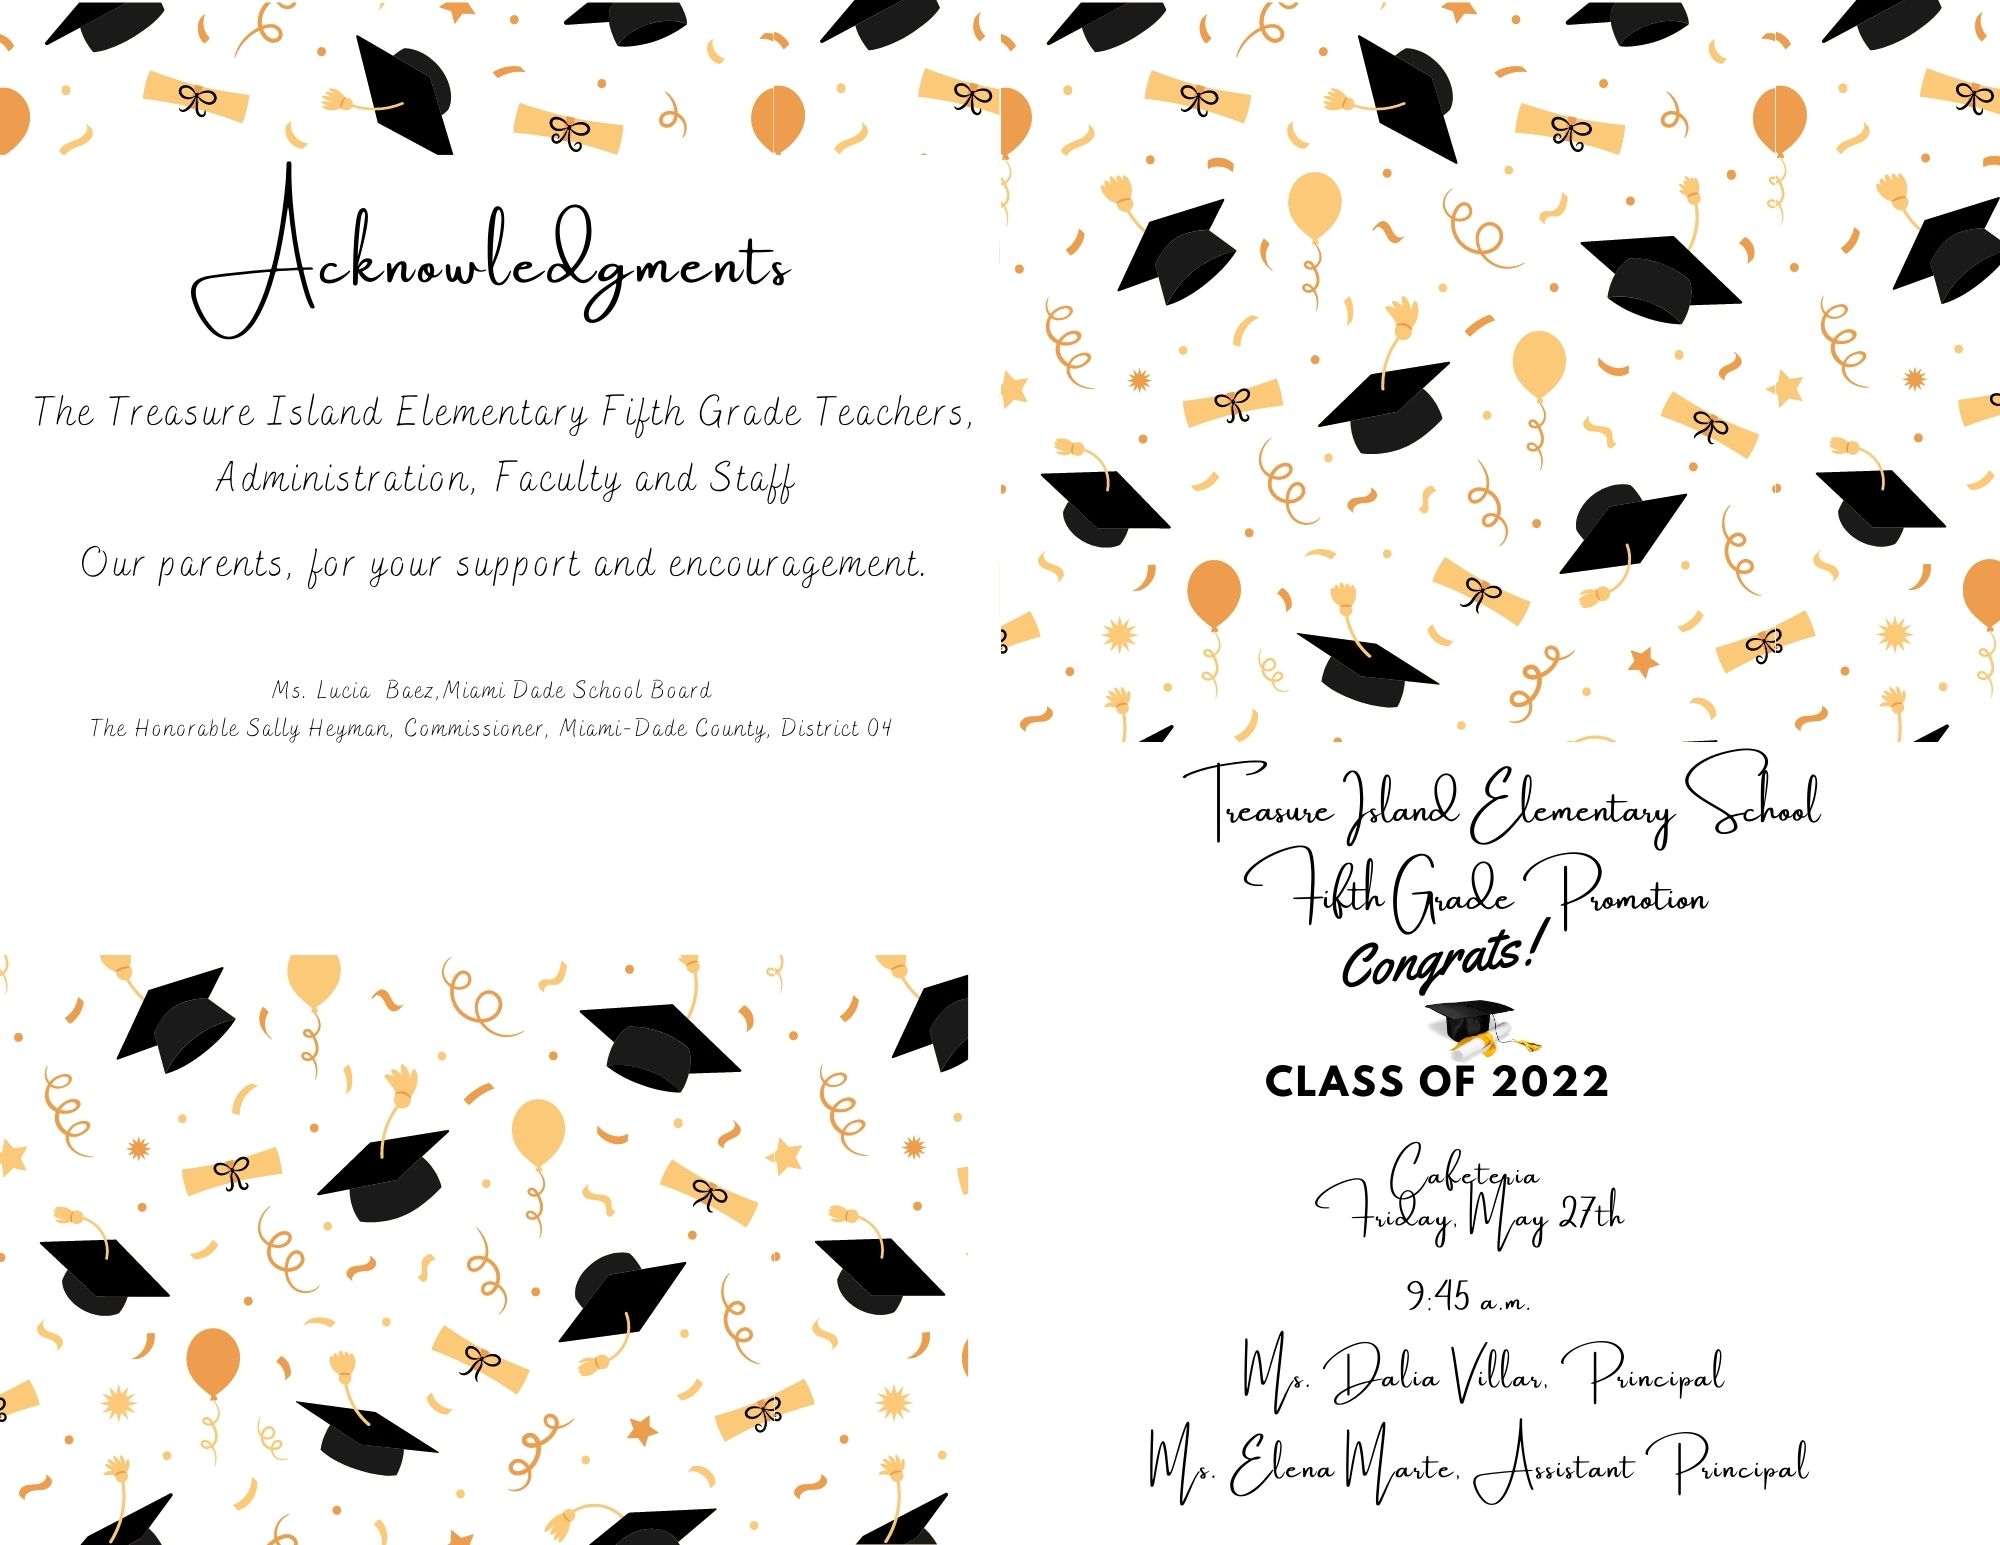 Acknowledgments
The Treasure Island Elementary Fifth Grade Teachers,
Administration, Faculty and Staff
Our parents, for your support and encouragement.
Ms. Lucia Baez,Miami Dade School Board
The Honorable Sally Heyman, Commissioner, Miami-Dade County, District 04
Treasure Island Elementary School
Fifth Grade Promotion
Congrats!
CLASS OF 2022
Cafeteria
Friday, May 27th
9:45 a.m.
Ms. Dalia Villar, Principal
Ms. Elena Marte, Assistant Principal